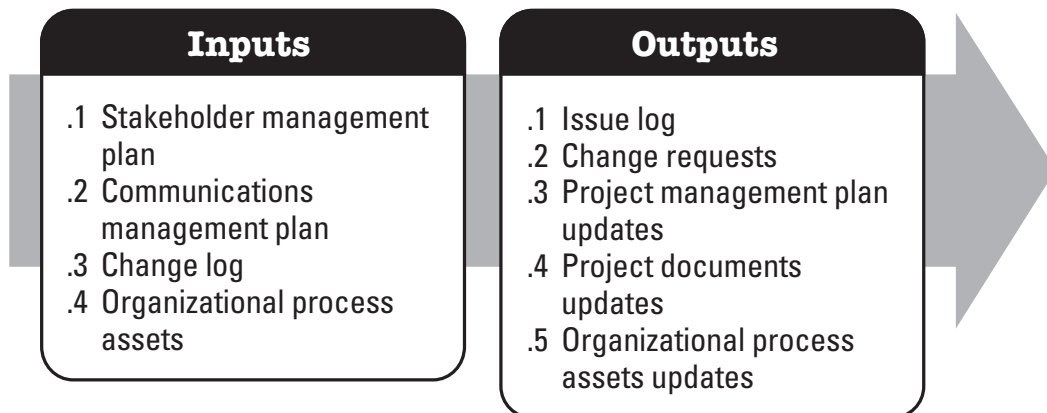 Inputs
.1 Stakeholder management
plan
.2 Communications
management plan
.3 Change log
.4 Organizational process
assets
Outputs
.1 Issue log
.2 Change requests
.3 Project management plan
updates
.4 Project documents
updates
.5 Organizational process
assets updates